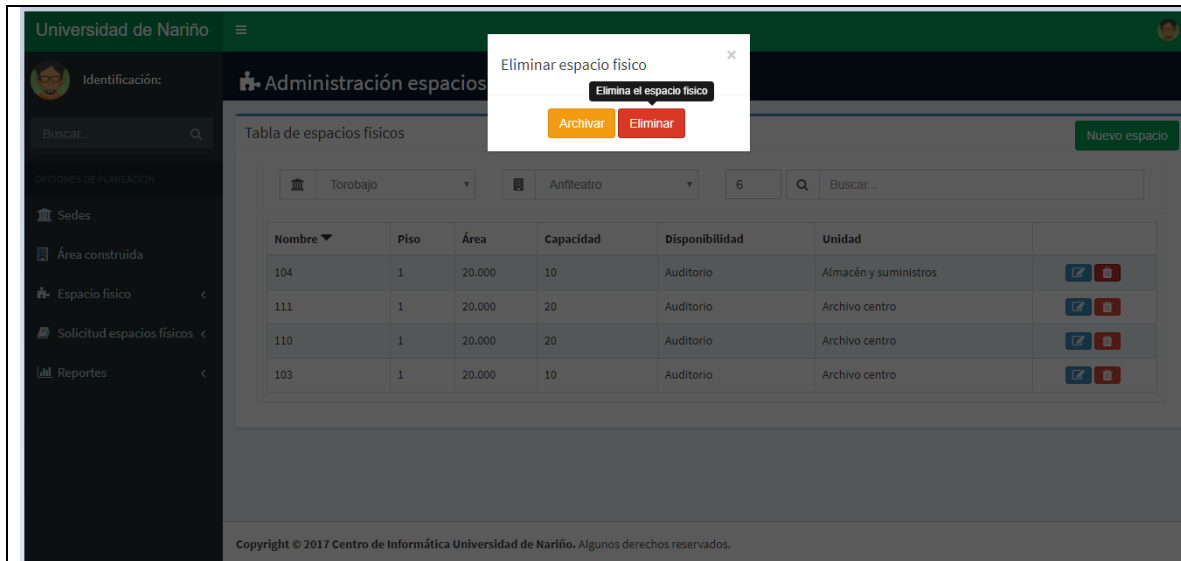 Universidad de Nariño
Identificación:
Buscar...
OPCIONES DE PLANEACION
Sedes
Área construida
Espacio fisico
Solicitud espacios físicos
Reportes
Administración espacios
Eliminar espacio fisico
×
Elimina el espacio fisico
Archivar Eliminar
Tabla de espacios fisicos
Nuevo espacio
Torobajo Anfiteatro 6 Buscar...
Nombre Piso Área Capacidad Disponibilidad Unidad
104 1 20.000 10 Auditorio Almacén y suministros
111 1 20.000 20 Auditorio Archivo centro
110 1 20.000 20 Auditorio Archivo centro
103 1 20.000 10 Auditorio Archivo centro
Copyright © 2017 Centro de Informática Universidad de Nariño. Algunos derechos reservados.